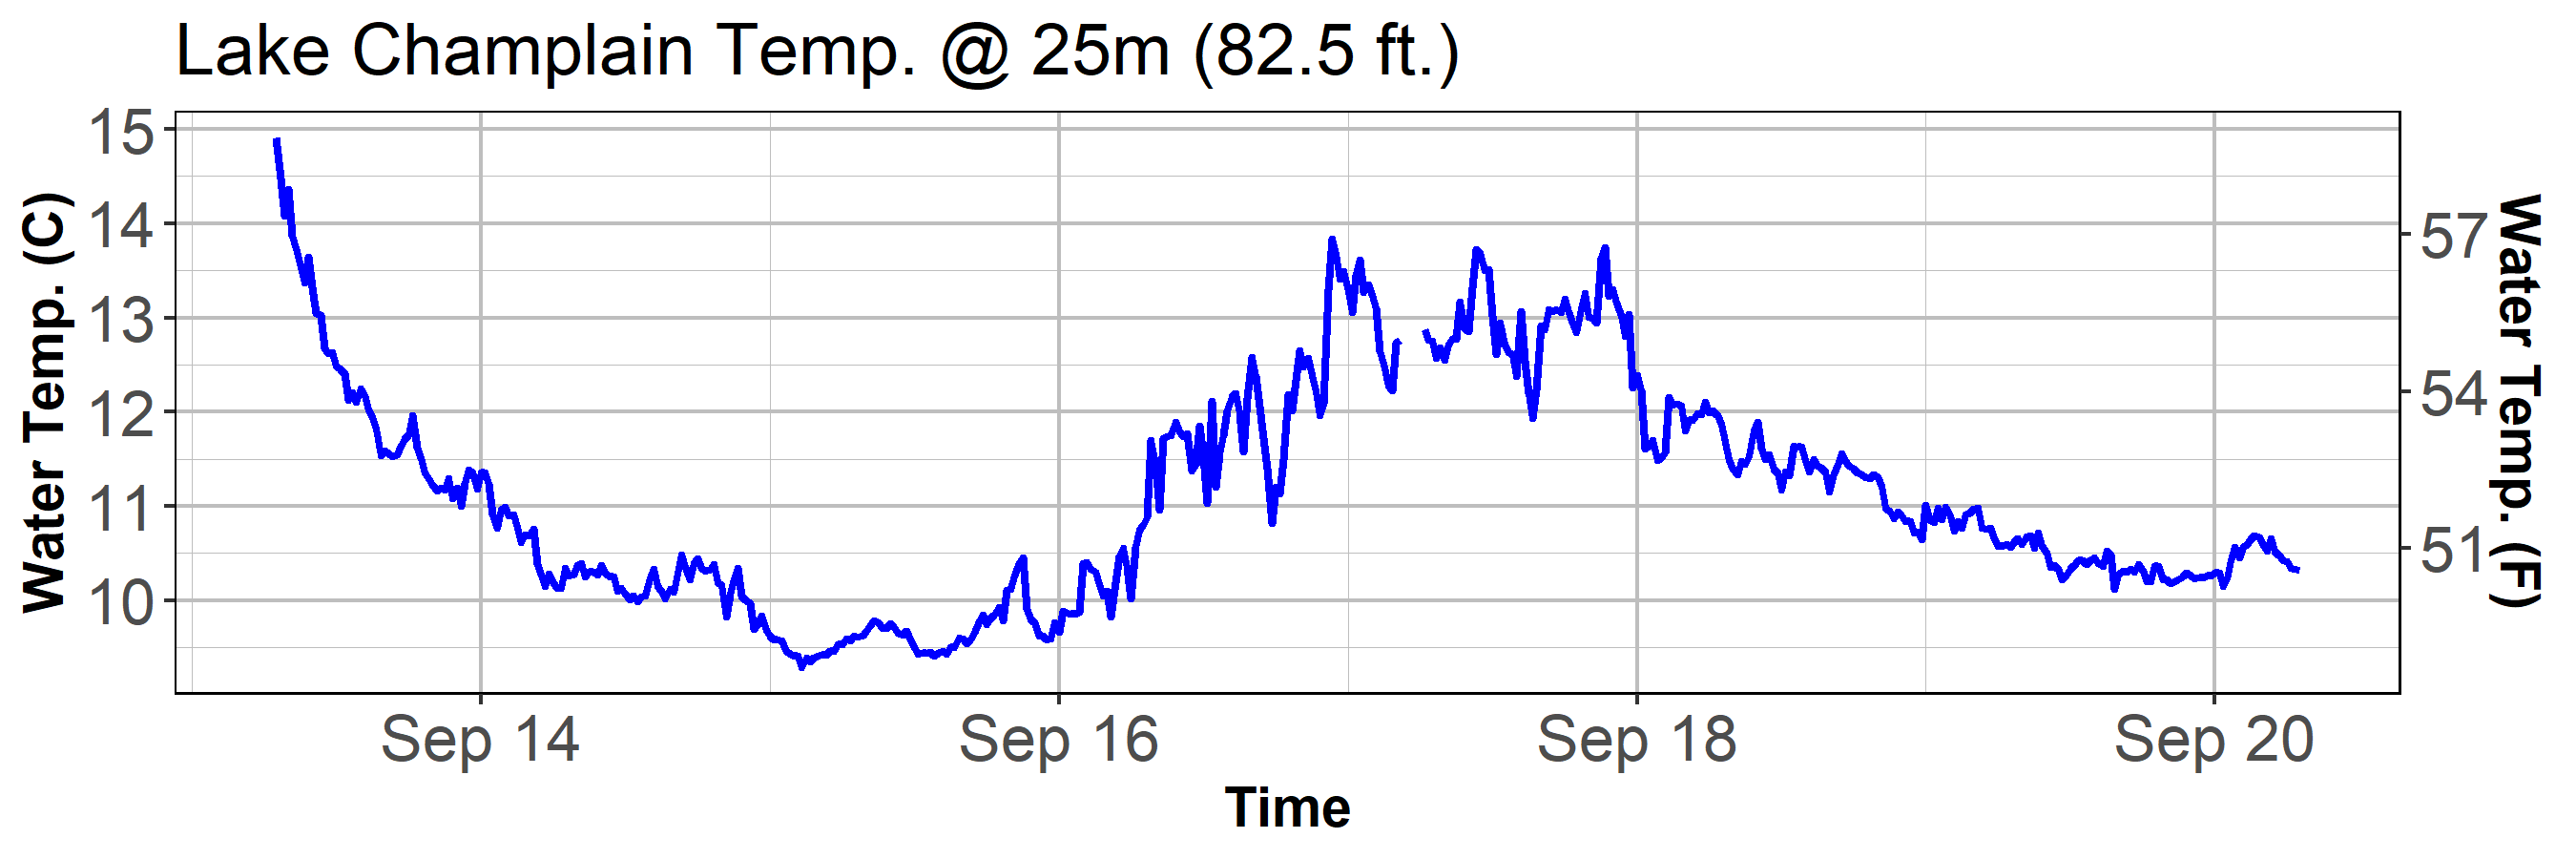 Lake Champlain Temp. @ 25m (82.5 ft.)
Water Temp. (C)
15
14
13
12
11
10
57
54
51
Water Temp. (F)
Sep 14 Sep 16 Sep 18 Sep 20
Time